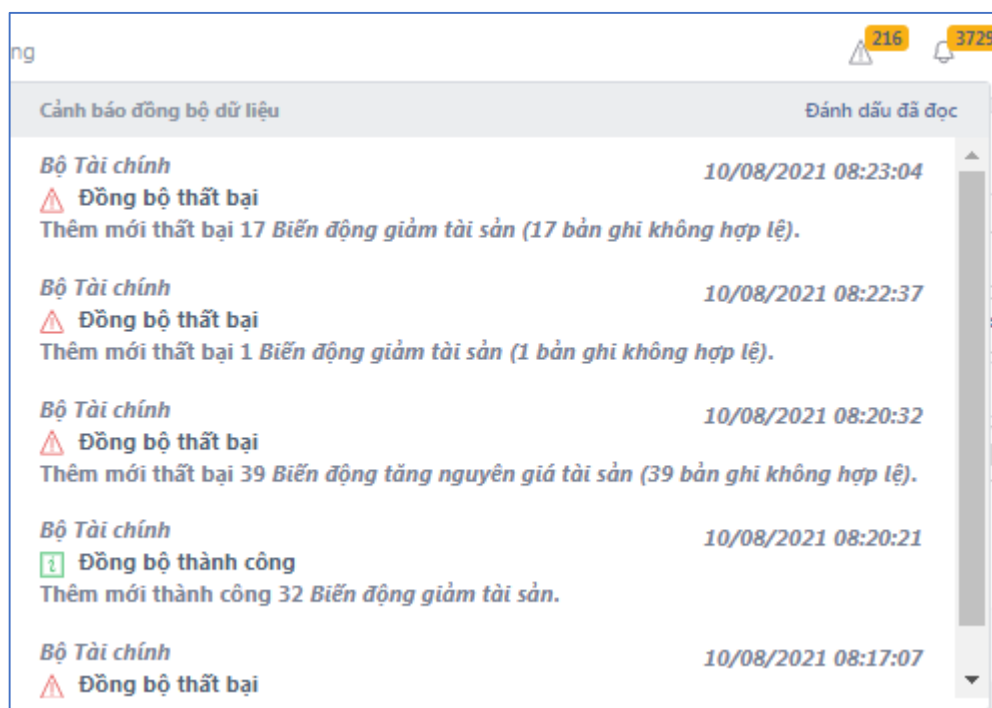 ng
216
3729
Cảnh báo đồng bộ dữ liệu Đánh dấu đã đọc
Bộ Tài chính 10/08/2021 08:23:04
Đồng bộ thất bại
Thêm mới thất bại 17 Biến động giảm tài sản (17 bản ghi không hợp lệ).
Bộ Tài chính 10/08/2021 08:22:37
Đồng bộ thất bại
Thêm mới thất bại 1 Biến động giảm tài sản (1 bản ghi không hợp lệ).
Bộ Tài chính 10/08/2021 08:20:32
Đồng bộ thất bại
Thêm mới thất bại 39 Biến động tăng nguyên giá tài sản (39 bản ghi không hợp lệ).
Bộ Tài chính 10/08/2021 08:20:21
Đồng bộ thành công
Thêm mới thành công 32 Biến động giảm tài sản.
Bộ Tài chính 10/08/2021 08:17:07
Đồng bộ thất bại